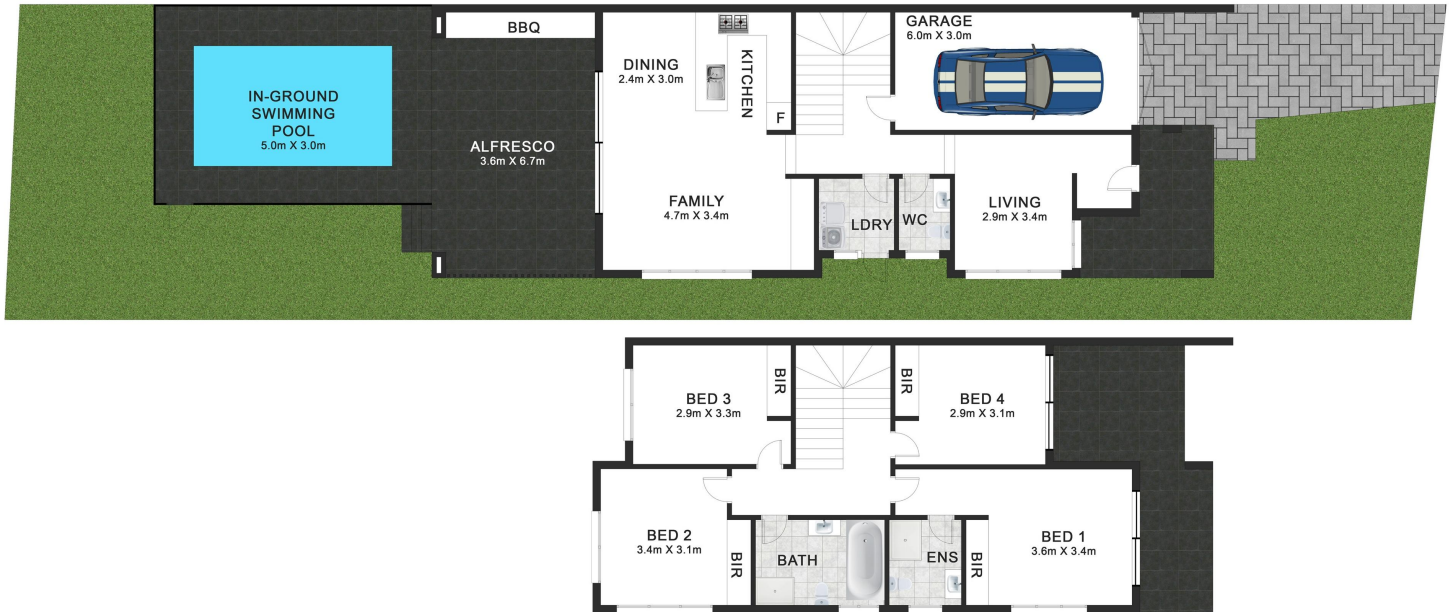 BBQ
GARAGE
6.0m X 3.0m
IN-GROUND
SWIMMING
POOL
5.0m X 3.0m
ALFRESCO
3.6m X 6.7m
DINING
2.4m X 3.0m
KITCHEN
F
FAMILY
4.7m X 3.4m
LDRY
WC
LIVING
2.9m X 3.4m
BED 3
2.9m X 3.3m
BIR
BIR
BED 4
2.9m X 3.1m
BED 2
3.4m X 3.1m
BIR
BATH
ENS
BIR
BED 1
3.6m X 3.4m